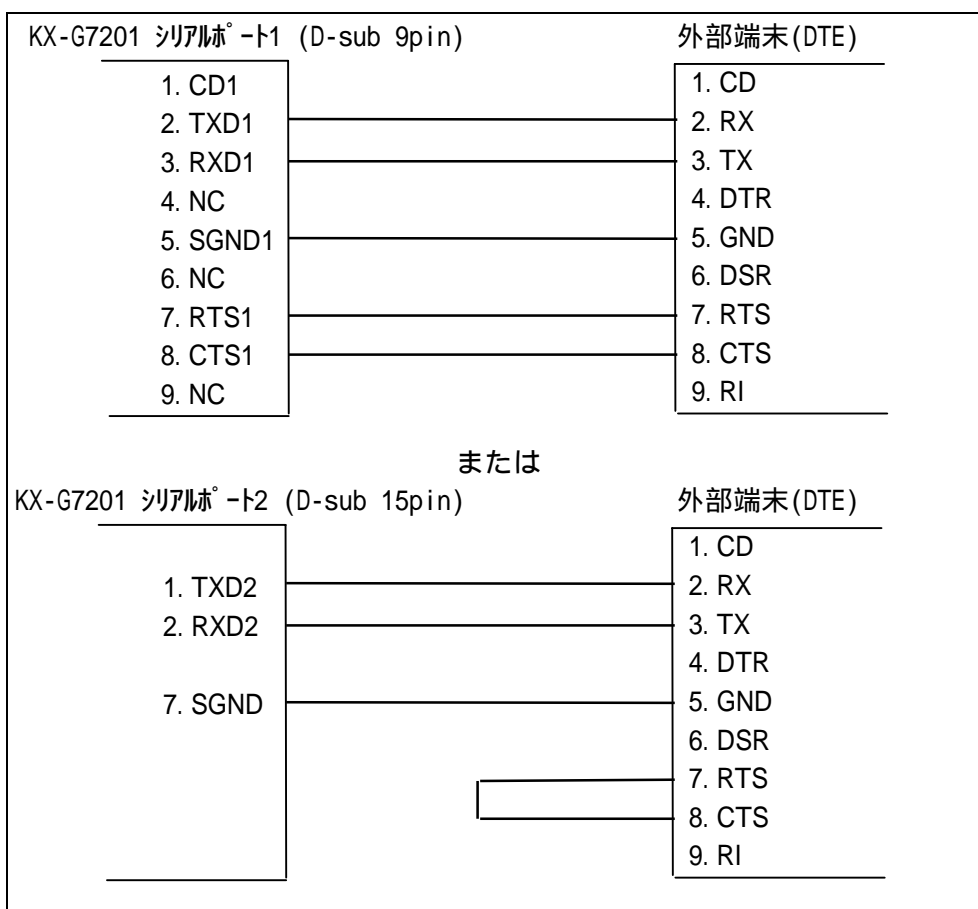 KX-G7201 ｼﾘｱﾙﾎﾟｰﾄ1 (D-sub 9pin) 外部端末(DTE)
1. CD1 1. CD
2. TXD1 2. RX
3. RXD1 3. TX
4. NC 4. DTR
5. SGND1 5. GND
6. NC 6. DSR
7. RTS1 7. RTS
8. CTS1 8. CTS
9. NC 9. RI
または
KX-G7201 ｼﾘｱﾙﾎﾟｰﾄ2 (D-sub 15pin) 外部端末(DTE)
1. CD
1. TXD2 2. RX
2. RXD2 3. TX
4. DTR
7. SGND 5. GND
6. DSR
7. RTS
8. CTS
9. RI